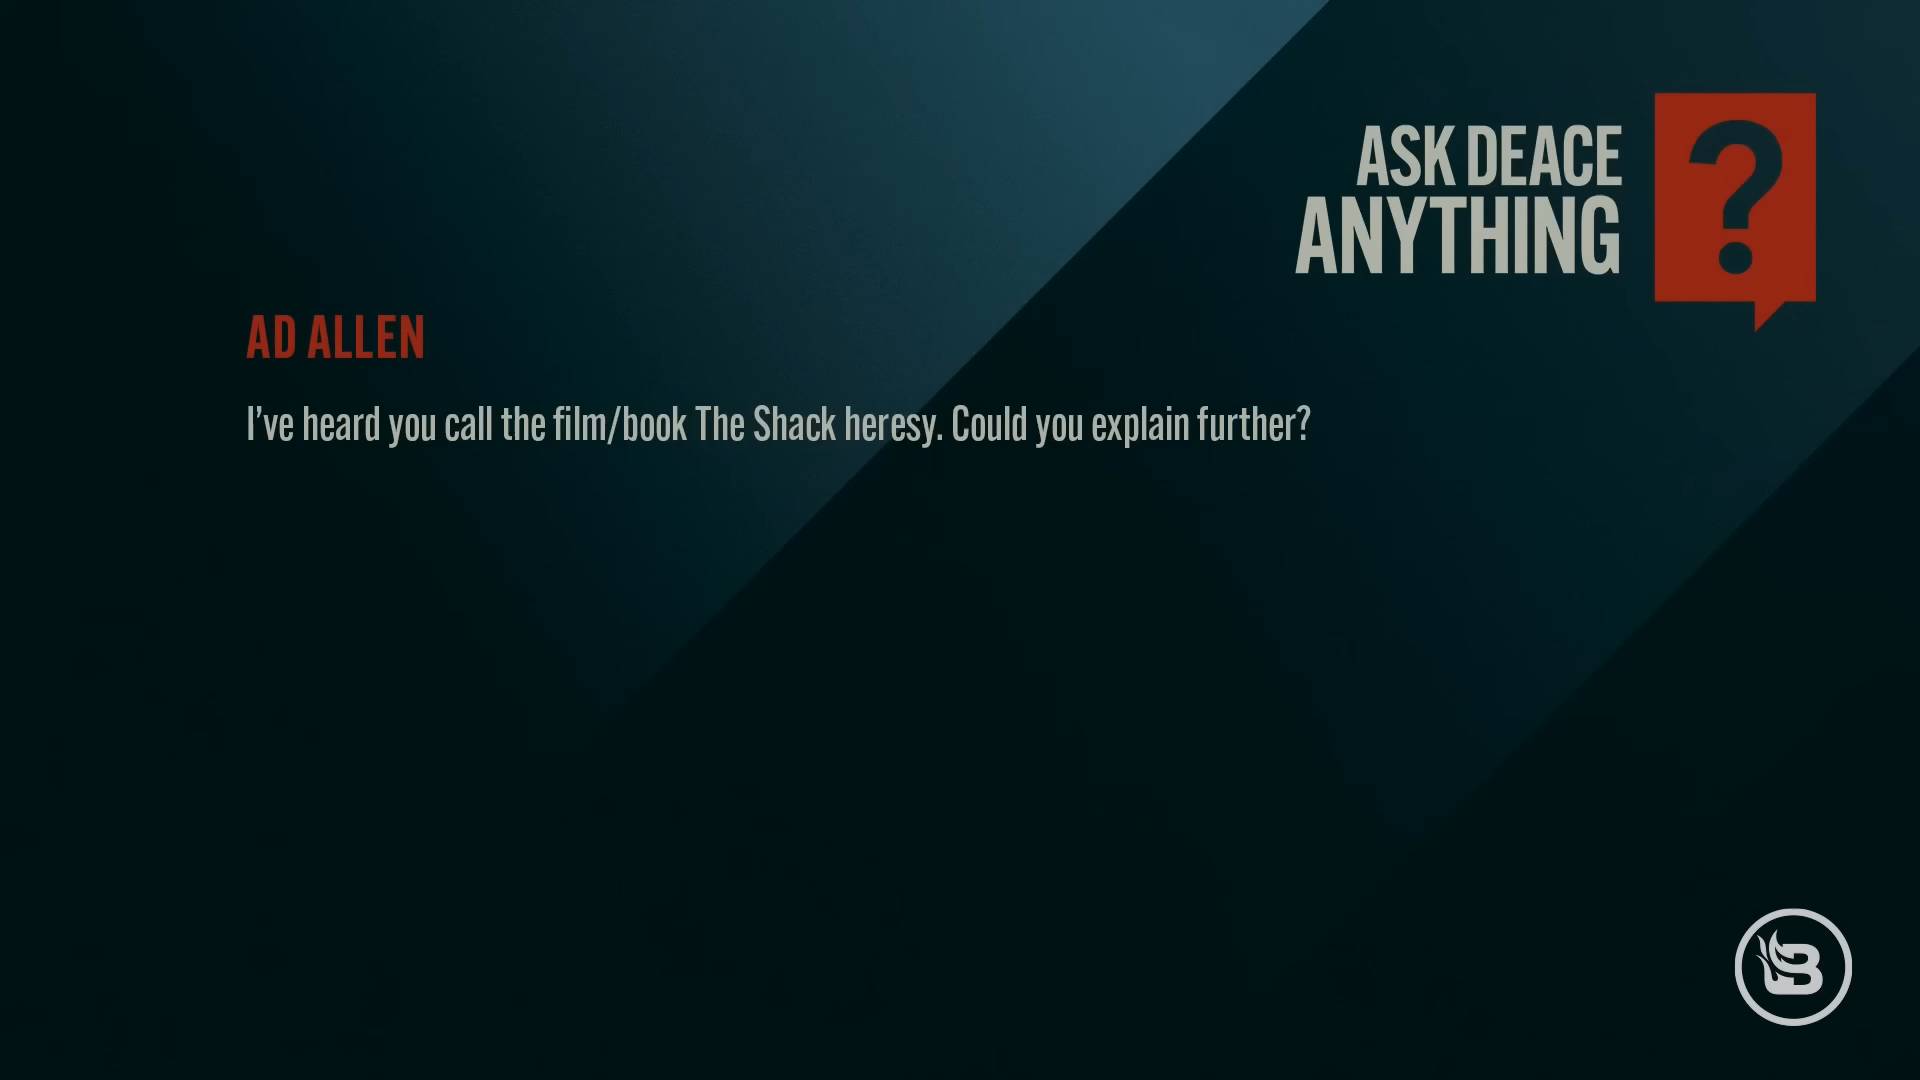 ASK DEACE
ANYTHING
?
AD ALLEN
I’ve heard you call the film/book The Shack heresy. Could you explain further?
B